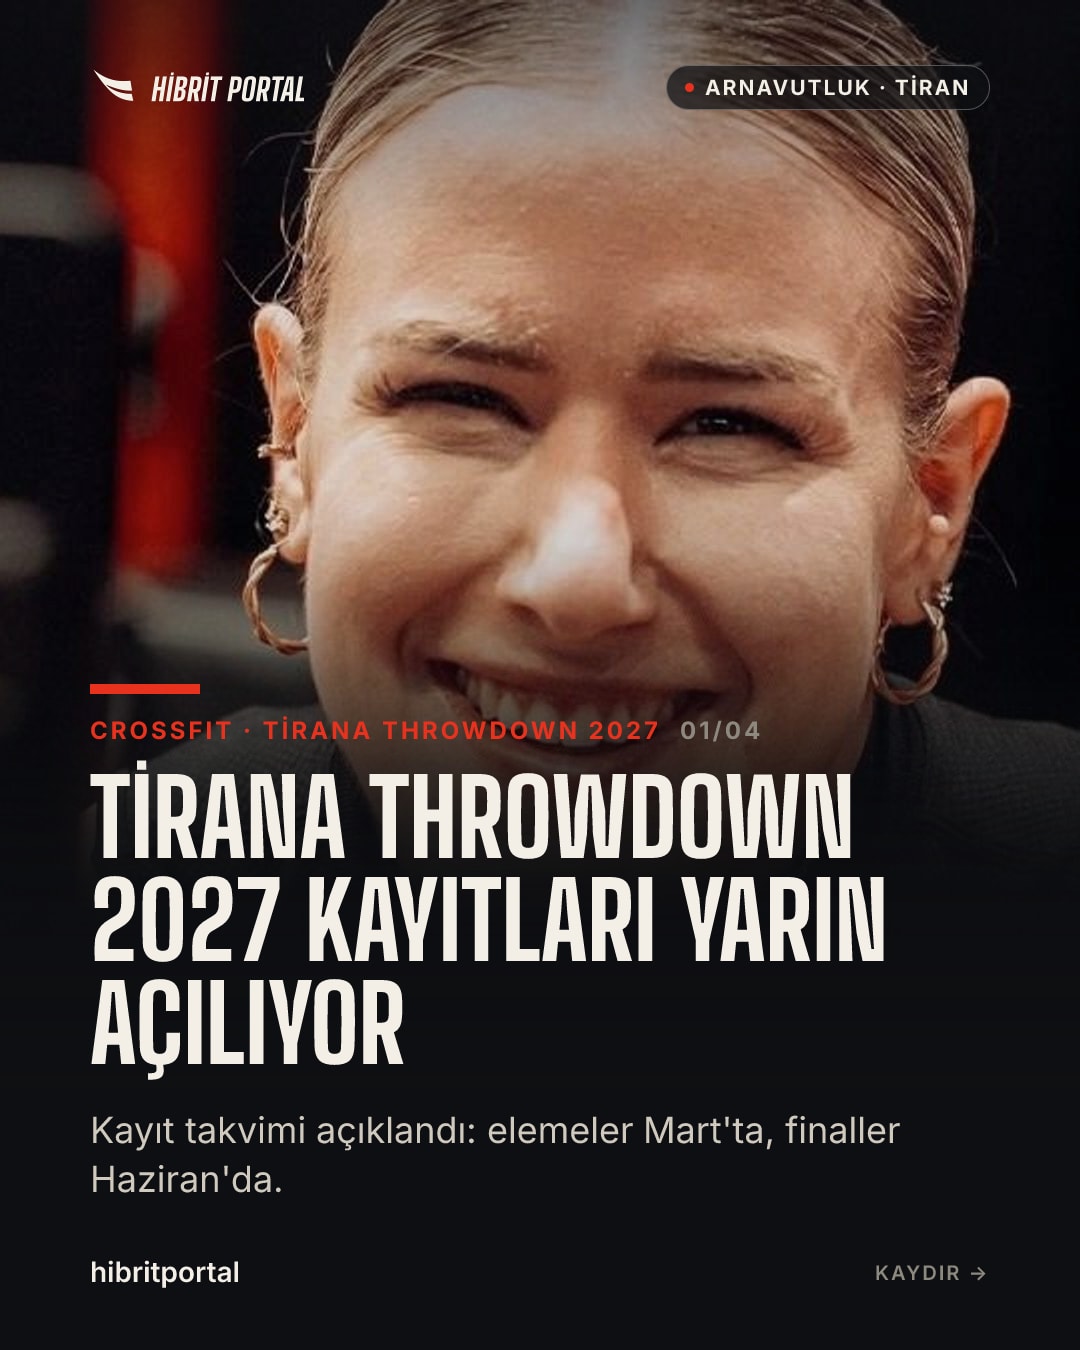 HİBRİT PORTAL
ARNAVUTLUK · TİRAN
CROSSFIT · TİRANA THROWDOWN 2027 01/04
TİRANA THROWDOWN
2027 KAYITLARI YARIN
AÇILIYOR
Kayıt takvimi açıklandı: elemeler Mart'ta, finaller
Haziran'da.
hibritportal
KAYDIR →